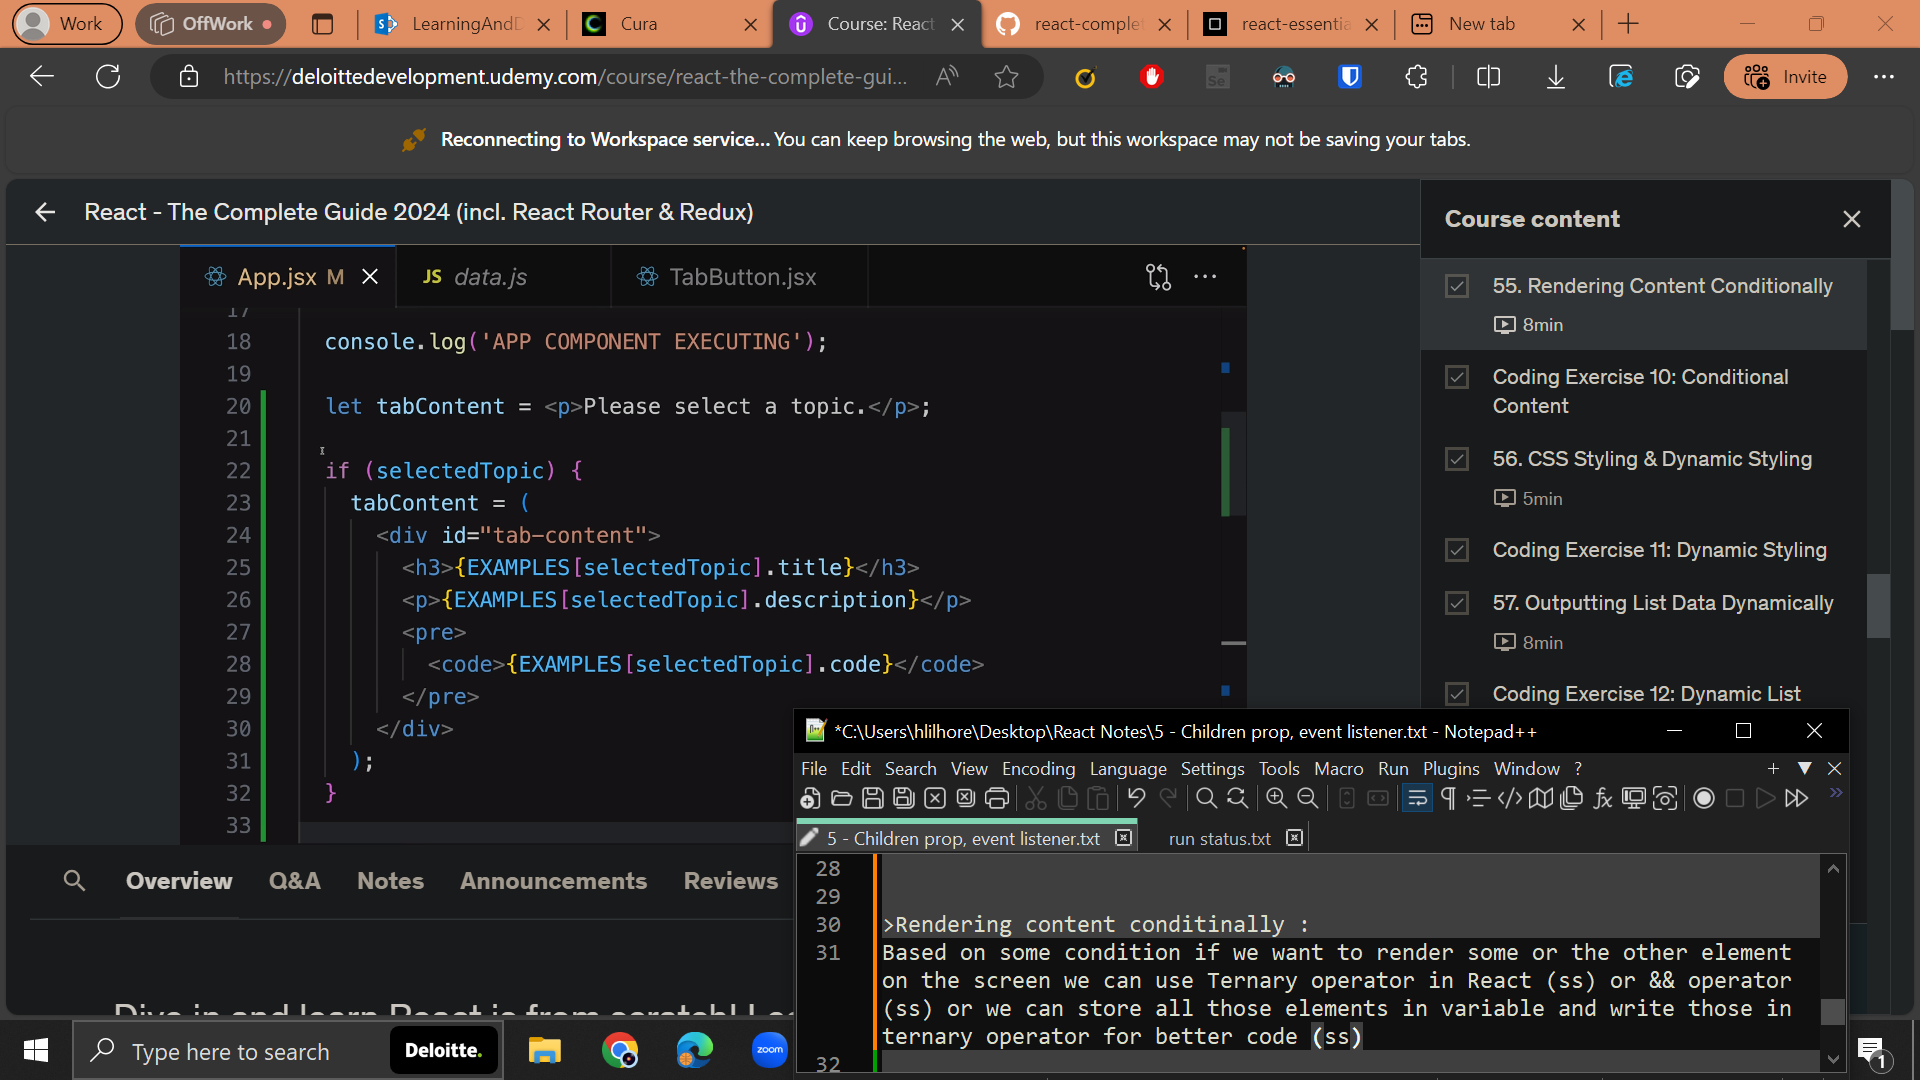 Work
OffWork
LearningAndD
Cura
Course: React
react-complet
react-essentia
New tab
https://deloittedevelopment.udemy.com/course/react-the-complete-gui...
Invite
Reconnecting to Workspace service... You can keep browsing the web, but this workspace may not be saving your tabs.
React - The Complete Guide 2024 (incl. React Router & Redux)
App.jsx M
JS data.js
TabButton.jsx
17
18 console.log('APP COMPONENT EXECUTING');
19
20 let tabContent = <p>Please select a topic.</p>;
21
22 if (selectedTopic) {
23 tabContent = (
24 <div id="tab-content">
25 <h3>{EXAMPLES[selectedTopic].title}</h3>
26 <p>{EXAMPLES[selectedTopic].description}</p>
27 <pre>
28 <code>{EXAMPLES[selectedTopic].code}</code>
29 </pre>
30 </div>
31 );
32 }
33
Course content
55. Rendering Content Conditionally
8min
Coding Exercise 10: Conditional
Content
56. CSS Styling & Dynamic Styling
5min
Coding Exercise 11: Dynamic Styling
57. Outputting List Data Dynamically
8min
Coding Exercise 12: Dynamic List
Overview Q&A Notes Announcements Reviews
Dive in and learn React.js from scratch!
*C:\Users\hlilhore\Desktop\React Notes\5 - Children prop, event listener.txt - Notepad++
File Edit Search View Encoding Language Settings Tools Macro Run Plugins Window ?
5 - Children prop, event listener.txt
run status.txt
28
29
30 >Rendering content conditinally :
31 Based on some condition if we want to render some or the other element
on the screen we can use Ternary operator in React (ss) or && operator
(ss) or we can store all those elements in variable and write those in
ternary operator for better code (ss)
32
Type here to search
Deloitte.
zoom
1